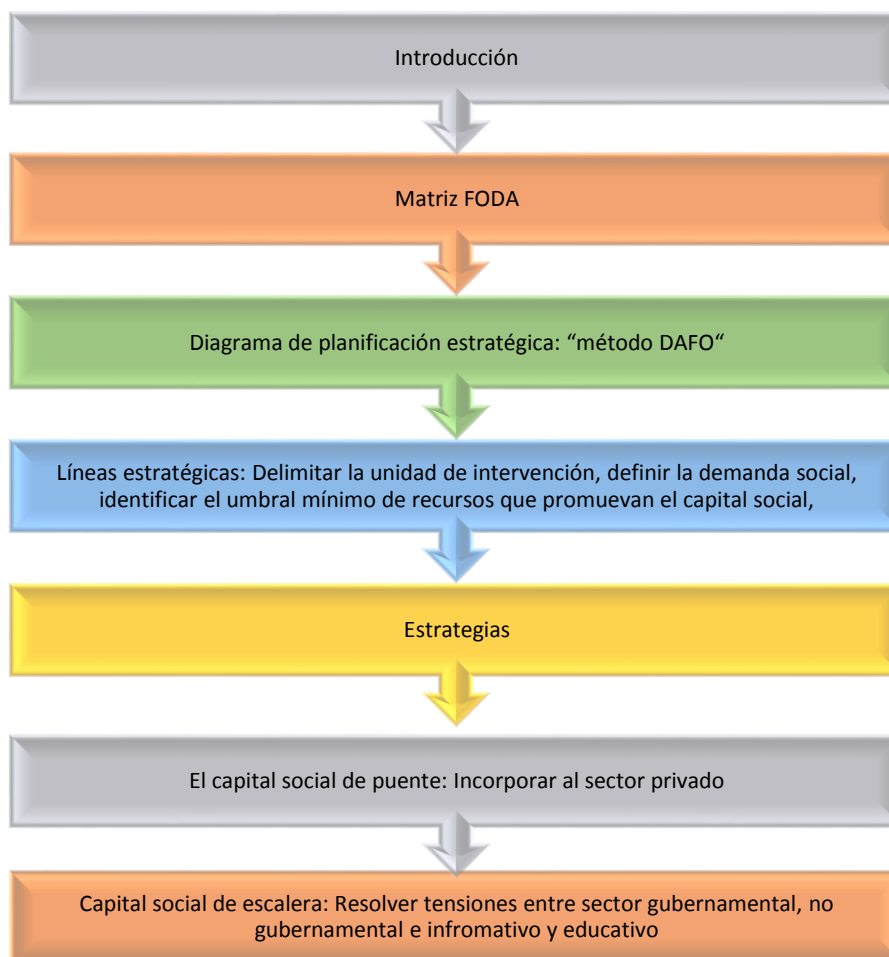 Introducción
Matriz FODA
Diagrama de planificación estratégica: “método DAFO“
Líneas estratégicas: Delimitar la unidad de intervención, definir la demanda social,
identificar el umbral mínimo de recursos que promuevan el capital social,
Estrategias
El capital social de puente: Incorporar al sector privado
Capital social de escalera: Resolver tensiones entre sector gubernamental, no
gubernamental e infromativo y educativo